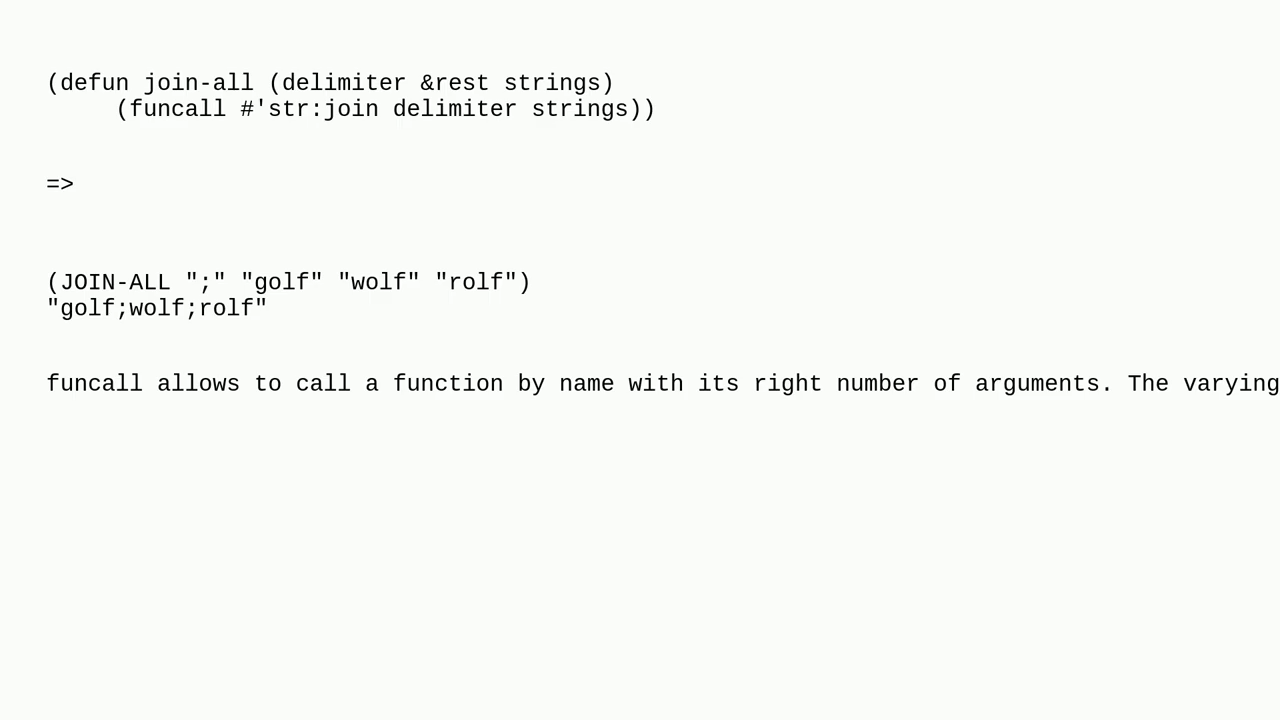 (defun join-all (delimiter &rest strings)
(funcall #'str:join delimiter strings))
=>
(JOIN-ALL ";" "golf" "wolf" "rolf")
"golf;wolf;rolf"
funcall allows to call a function by name with its right number of arguments. The varying